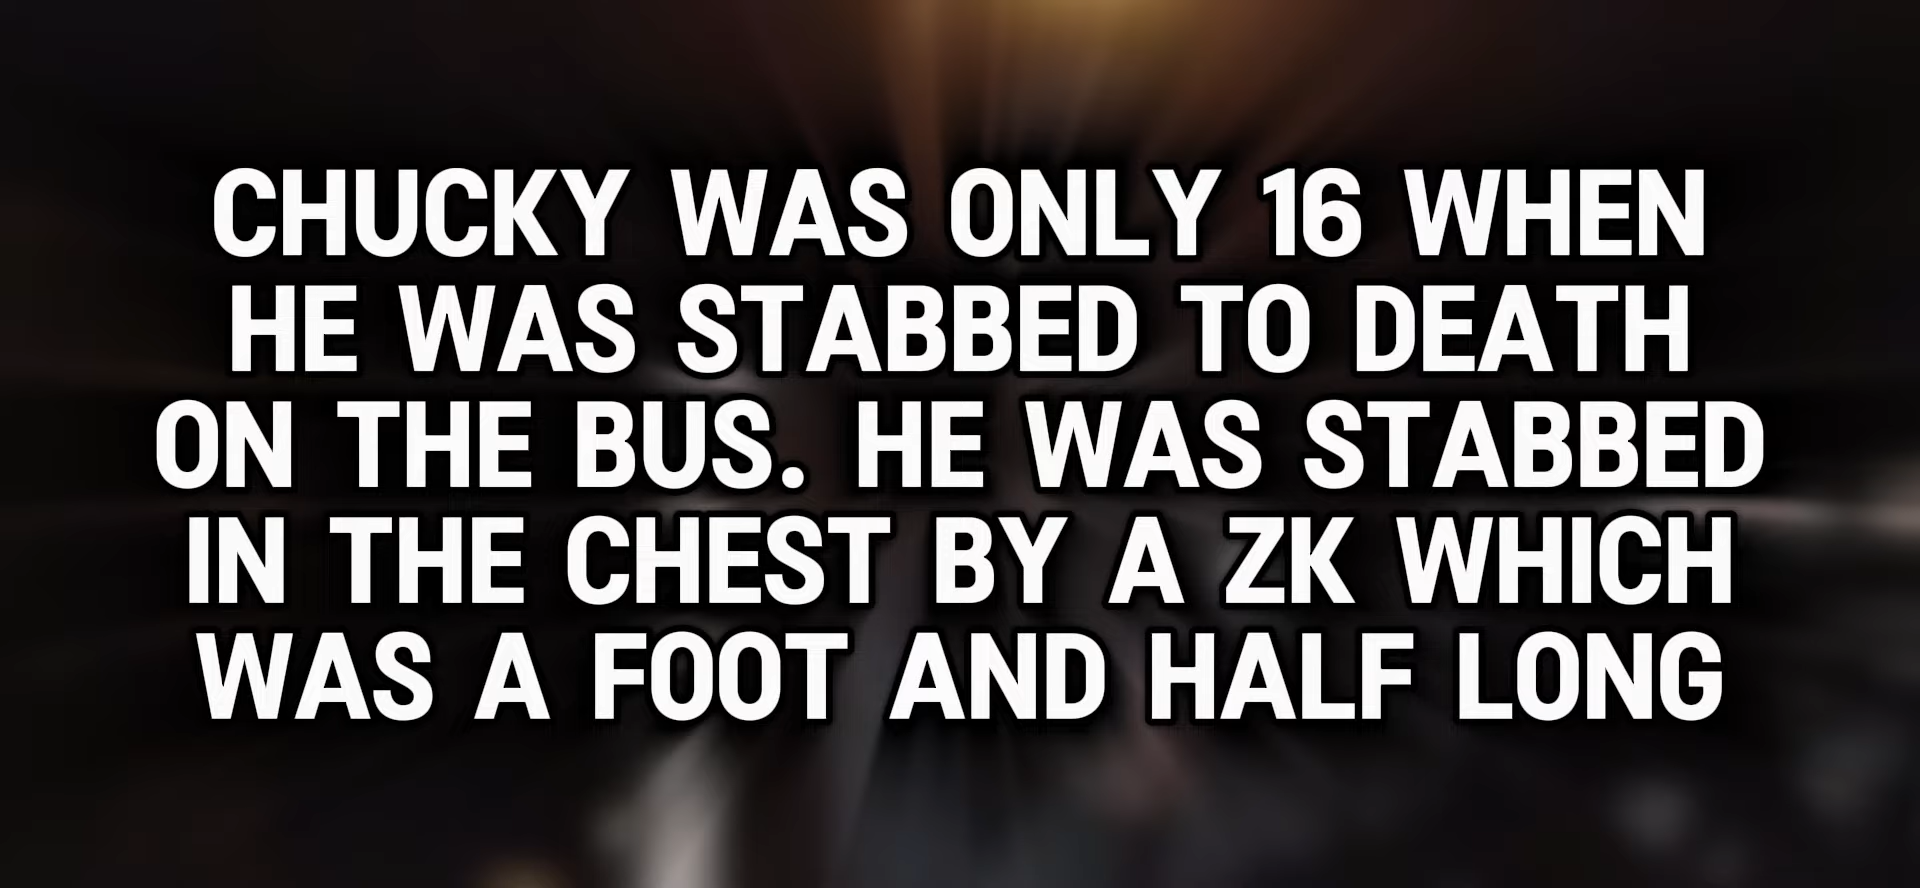 CHUCKY WAS ONLY 16 WHEN
HE WAS STABBED TO DEATH
ON THE BUS. HE WAS STABBED
IN THE CHEST BY A ZK WHICH
WAS A FOOT AND HALF LONG